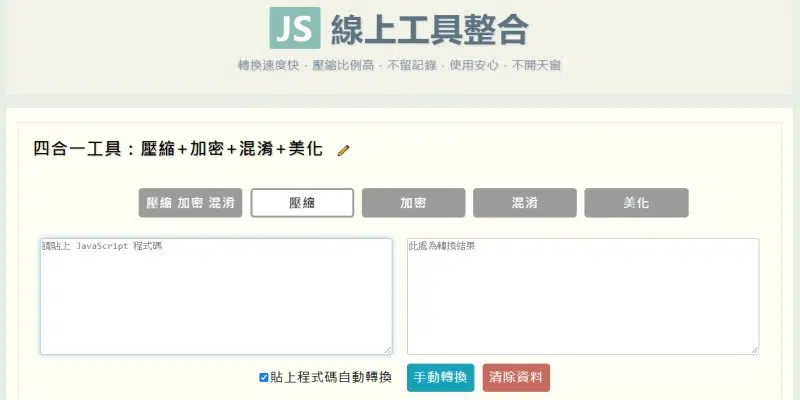 JS 線上工具整合
轉換速度快．壓縮比例高．不留記錄．使用安心．不開天窗
四合一工具：壓縮+加密+混淆+美化
壓縮 加密 混淆 壓縮 加密 混淆 美化
請貼上 JavaScript 程式碼 此處為轉換結果
貼上程式碼自動轉換 手動轉換 清除資料